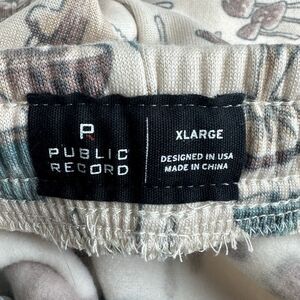 P
PUBLIC
RECORD
XLARGE
DESIGNED IN USA
MADE IN CHINA